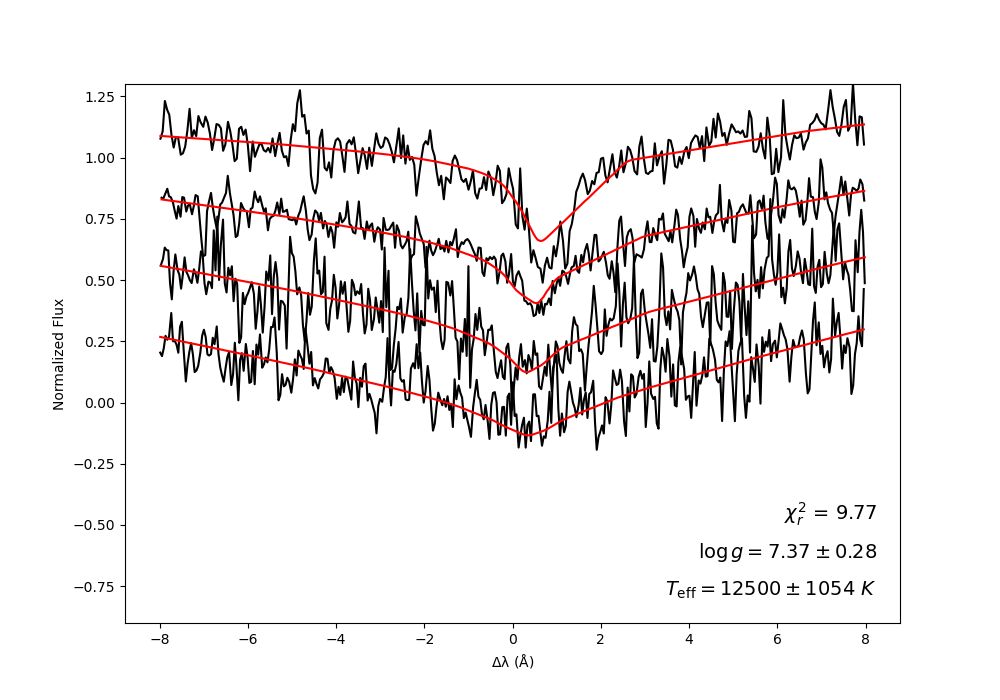 1.25
1.00
0.75
0.50
0.25
0.00
−0.25
−0.50
−0.75
Normalized Flux
χ²ᵣ = 9.77
log g = 7.37 ± 0.28
T_eff = 12500 ± 1054 K
−8 −6 −4 −2 0 2 4 6 8
Δλ (Å)